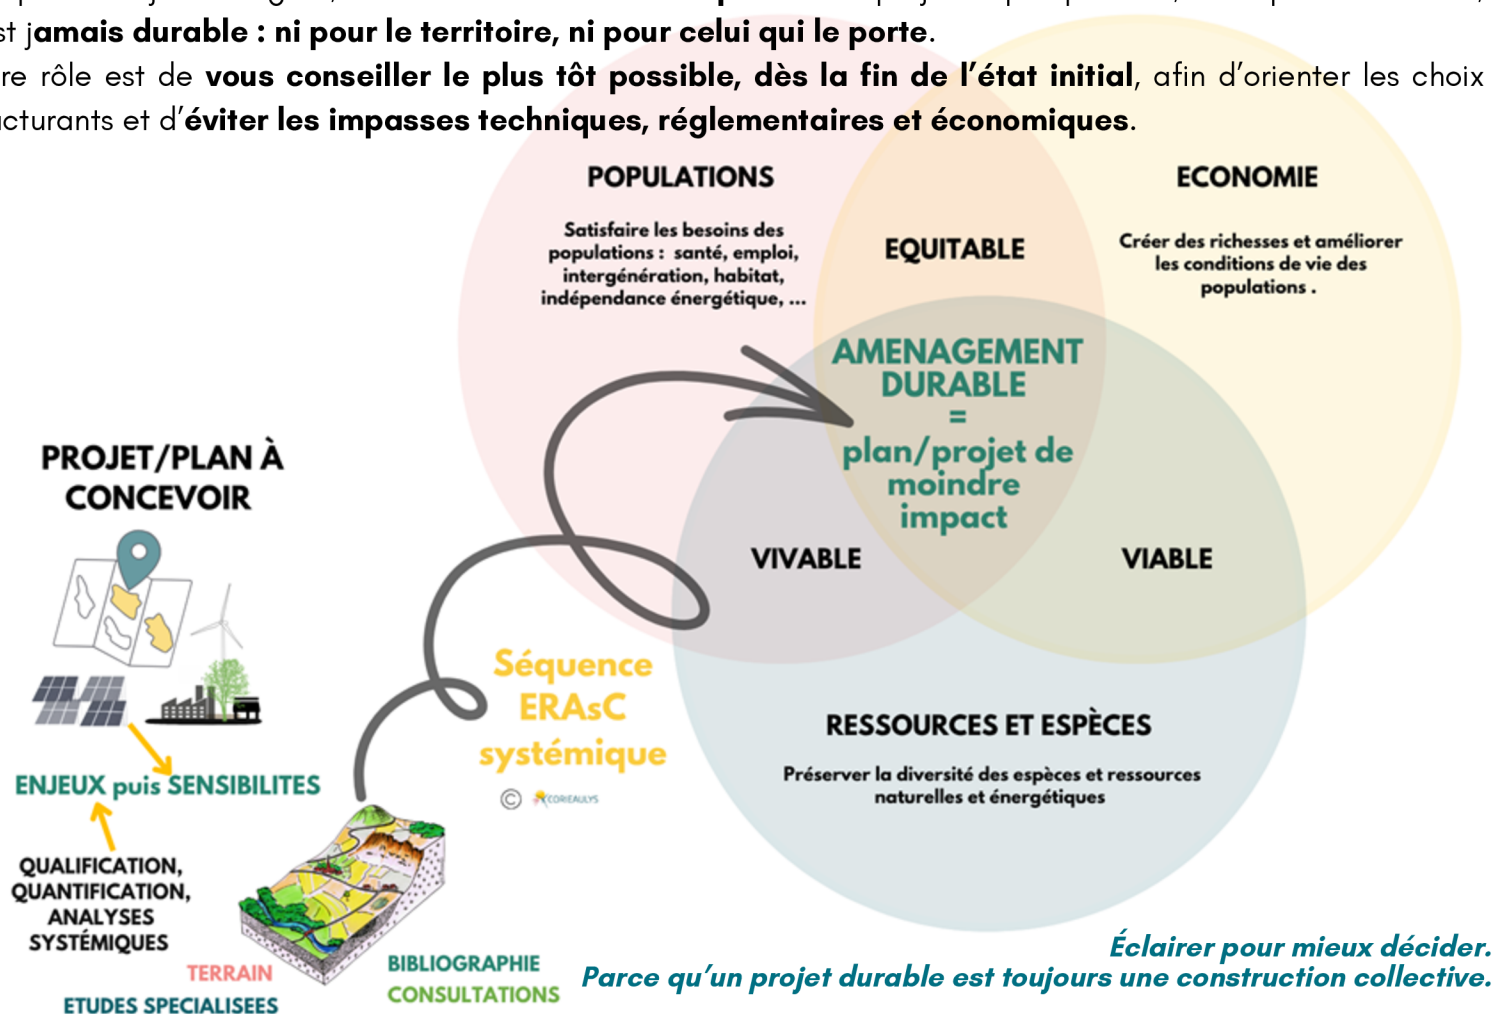 st jamais durable : ni pour le territoire, ni pour celui qui le porte.
re rôle est de vous conseiller le plus tôt possible, dès la fin de l'état initial, afin d'orienter les choix
cturants et d'éviter les impasses techniques, réglementaires et économiques.
POPULATIONS
Satisfaire les besoins des
populations : santé, emploi,
intergénération, habitat,
indépendance énergétique, ...
EQUITABLE
ECONOMIE
Créer des richesses et améliorer
les conditions de vie des
populations .
AMENAGEMENT
DURABLE
=
plan/projet de
moindre
impact
VIVABLE
VIABLE
RESSOURCES ET ESPÈCES
Préserver la diversité des espèces et ressources
naturelles et énergétiques
PROJET/PLAN À
CONCEVOIR
ENJEUX puis SENSIBILITES
QUALIFICATION,
QUANTIFICATION,
ANALYSES
SYSTÉMIQUES
TERRAIN
ETUDES SPECIALISEES
BIBLIOGRAPHIE
CONSULTATIONS
Séquence
ERAsC
systémique
© CORIEAULYS
Éclairer pour mieux décider.
Parce qu'un projet durable est toujours une construction collective.